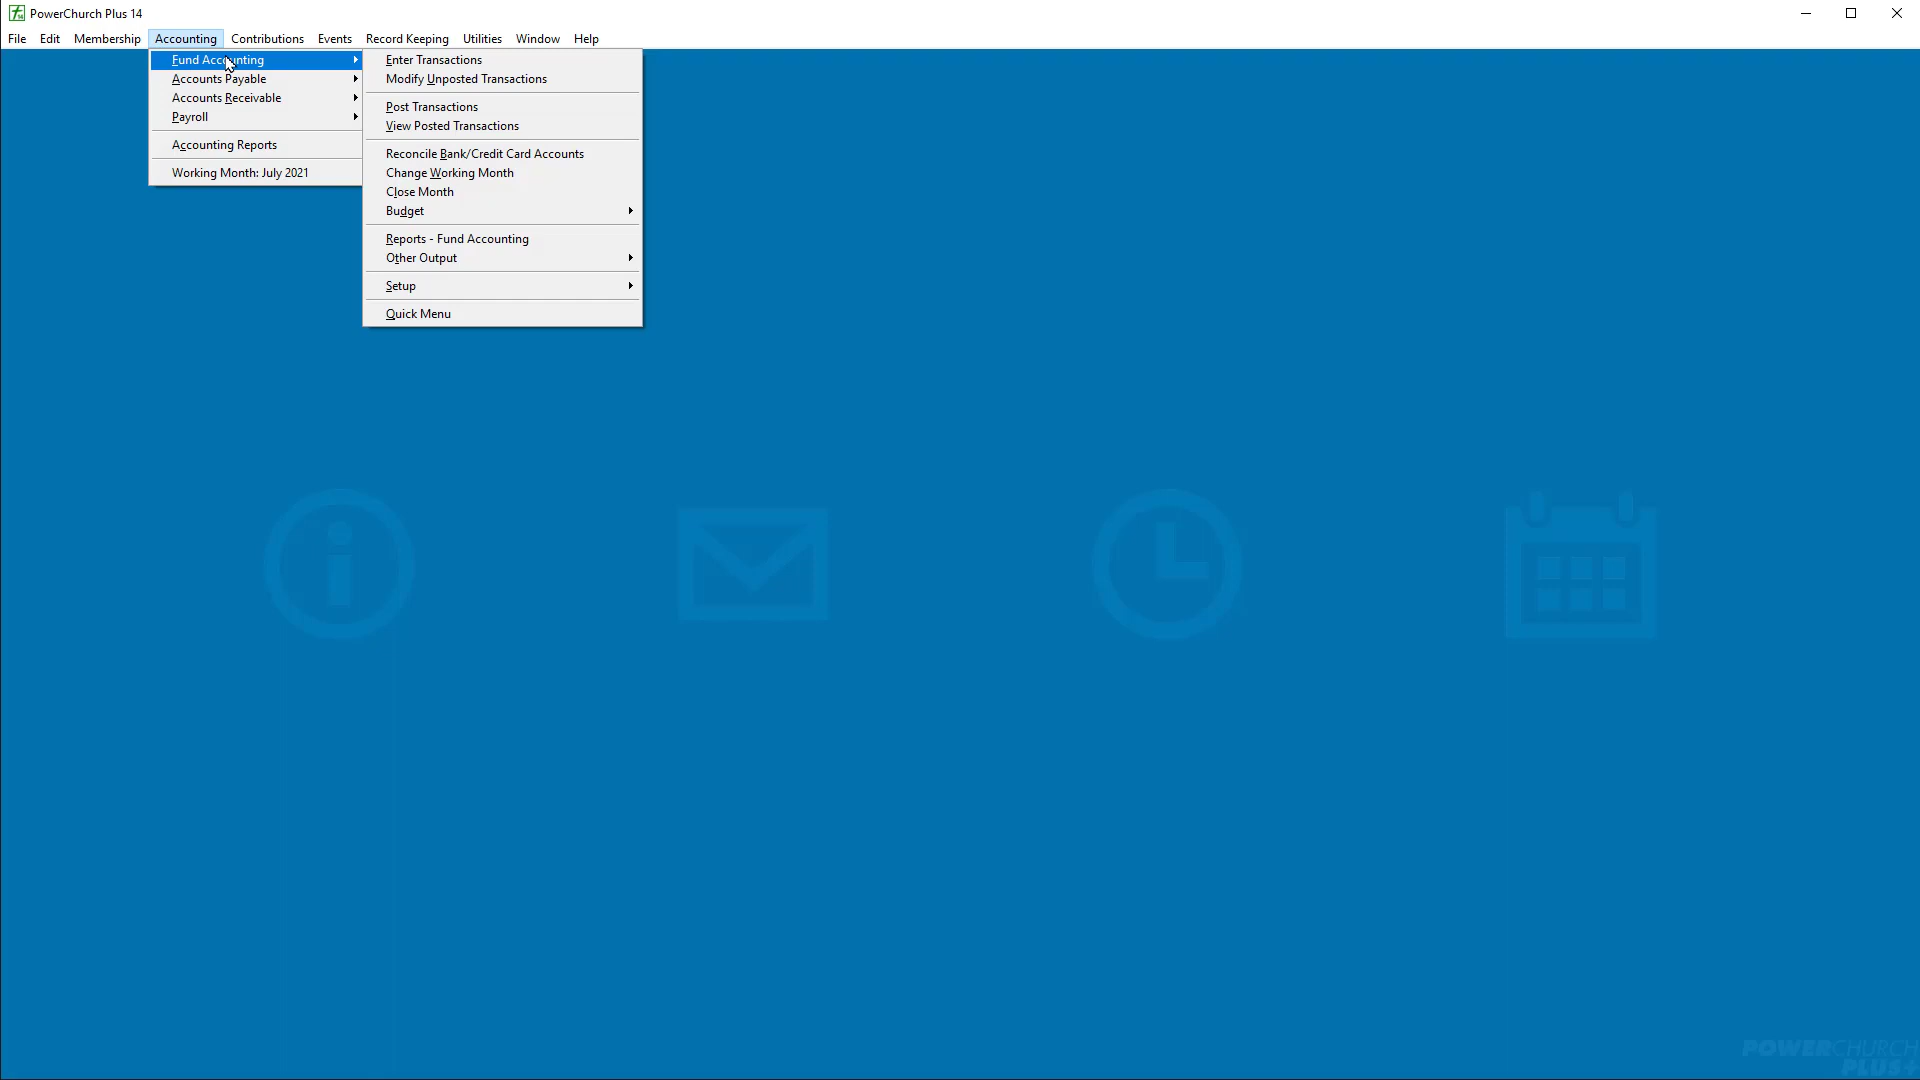 PowerChurch Plus 14
File Edit Membership Accounting Contributions Events Record Keeping Utilities Window Help
Fund Accounting
Accounts Payable
Accounts Receivable
Payroll
Accounting Reports
Working Month: July 2021
Enter Transactions
Modify Unposted Transactions
Post Transactions
View Posted Transactions
Reconcile Bank/Credit Card Accounts
Change Working Month
Close Month
Budget
Reports - Fund Accounting
Other Output
Setup
Quick Menu
POWERCHURCH
PLUS+